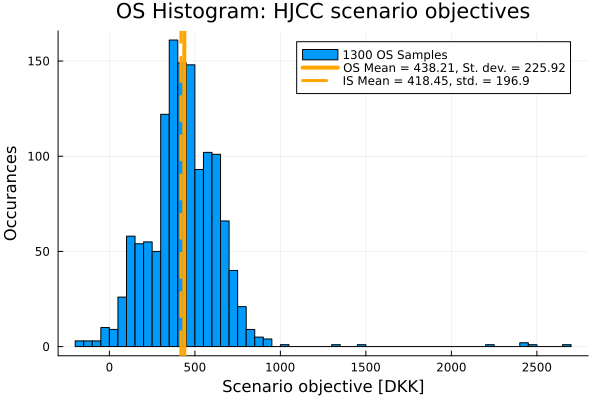 OS Histogram: HJCC scenario objectives
1300 OS Samples
OS Mean = 438.21, St. dev. = 225.92
IS Mean = 418.45, std. = 196.9
150
100
50
0
Occurances
0 500 1000 1500 2000 2500
Scenario objective [DKK]